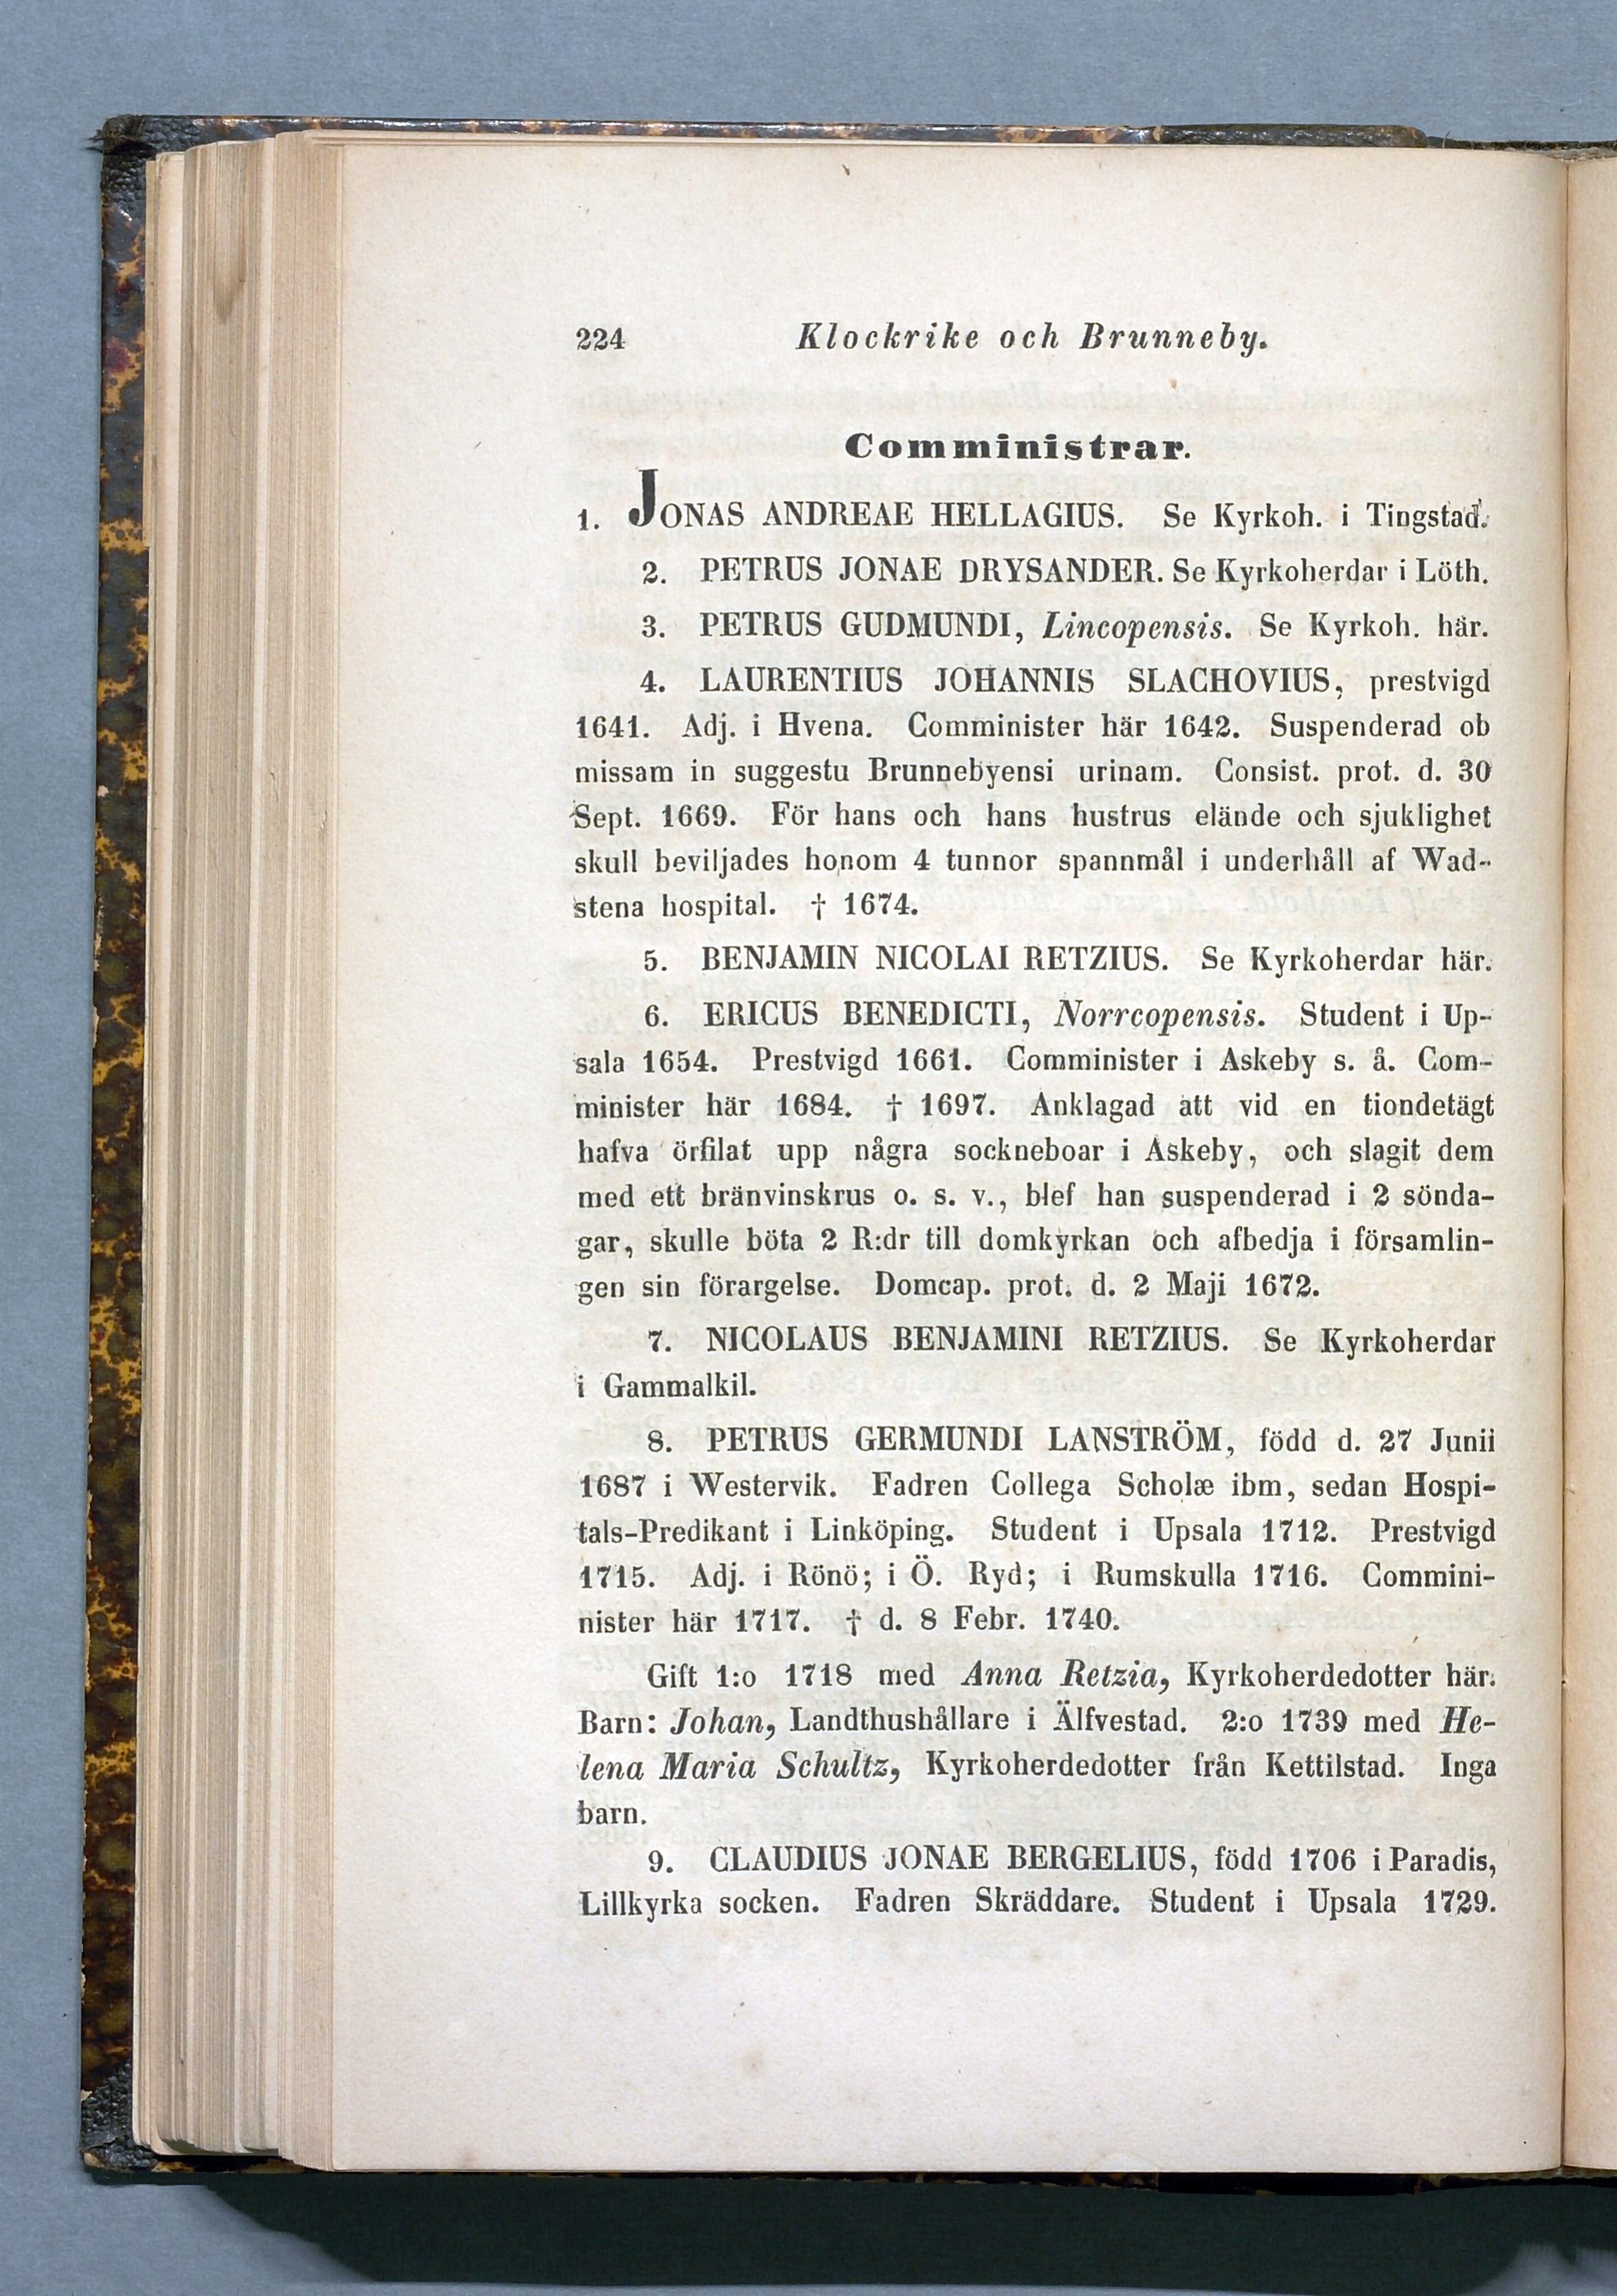 224 Klockrike och Brunneby.
Comministrar.
1. JONAS ANDREAE HELLAGIUS. Se Kyrkoh. i Tingstad.
2. PETRUS JONAE DRYSANDER. Se Kyrkoherdar i Löth.
3. PETRUS GUDMUNDI, Lincopensis. Se Kyrkoh. här.
4. LAURENTIUS JOHANNIS SLACHOVIUS, prestvigd
1641. Adj. i Hvena. Comminister här 1642. Suspenderad ob
missam in suggestu Brunnebyensi urinam. Consist. prot. d. 30
Sept. 1669. För hans och hans hustrus elände och sjuklighet
skull beviljades honom 4 tunnor spannmål i underhåll af Wad-
stena hospital. † 1674.
5. BENJAMIN NICOLAI RETZIUS. Se Kyrkoherdar här.
6. ERICUS BENEDICTI, Norrcopensis. Student i Up-
sala 1654. Prestvigd 1661. Comminister i Askeby s. å. Com-
minister här 1684. † 1697. Anklagad att vid en tiondetägt
hafva örfilat upp några sockneboar i Askeby, och slagit dem
med ett bränvinskrus o. s. v., blef han suspenderad i 2 sönda-
gar, skulle böta 2 R:dr till domkyrkan och afbedja i församlin-
gen sin förargelse. Domcap. prot. d. 2 Maji 1672.
7. NICOLAUS BENJAMINI RETZIUS. Se Kyrkoherdar
i Gammalkil.
8. PETRUS GERMUNDI LANSTRÖM, född d. 27 Junii
1687 i Westervik. Fadren Collega Scholæ ibm, sedan Hospi-
tals-Predikant i Linköping. Student i Upsala 1712. Prestvigd
1715. Adj. i Rönö; i Ö. Ryd; i Rumskulla 1716. Commini-
nister här 1717. † d. 8 Febr. 1740.
Gift 1:o 1718 med Anna Retzia, Kyrkoherdedotter här.
Barn: Johan, Landthushållare i Älfvestad. 2:o 1739 med He-
lena Maria Schultz, Kyrkoherdedotter från Kettilstad. Inga
barn.
9. CLAUDIUS JONAE BERGELIUS, född 1706 i Paradis,
Lillkyrka socken. Fadren Skräddare. Student i Upsala 1729.